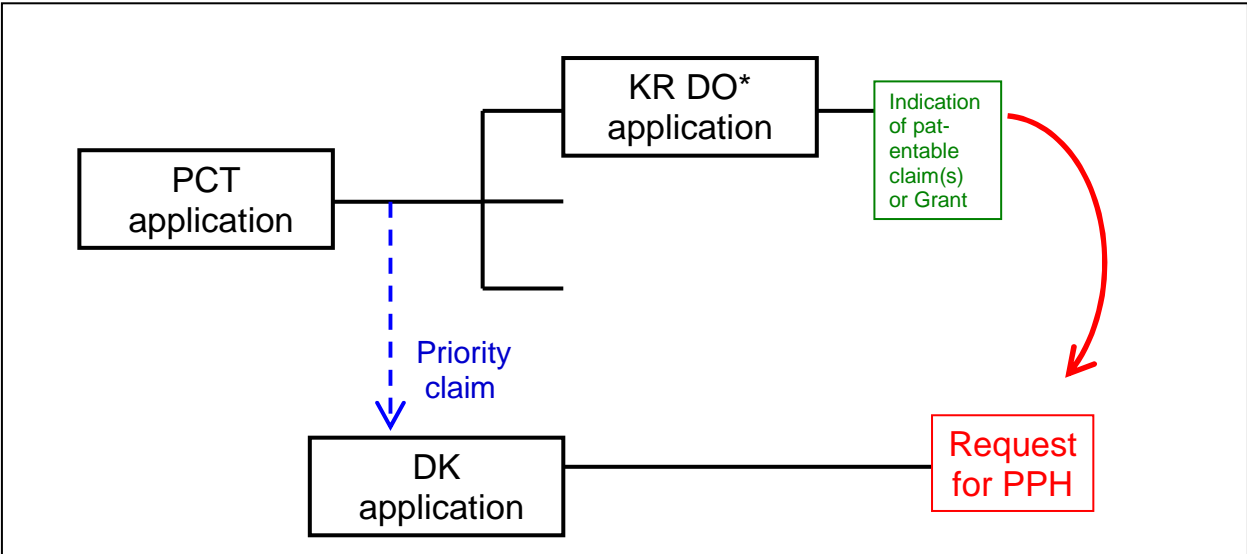 KR DO*
application
Indication
of pat-
entable
claim(s)
or Grant
PCT
application
Priority
claim
DK
application
Request
for PPH